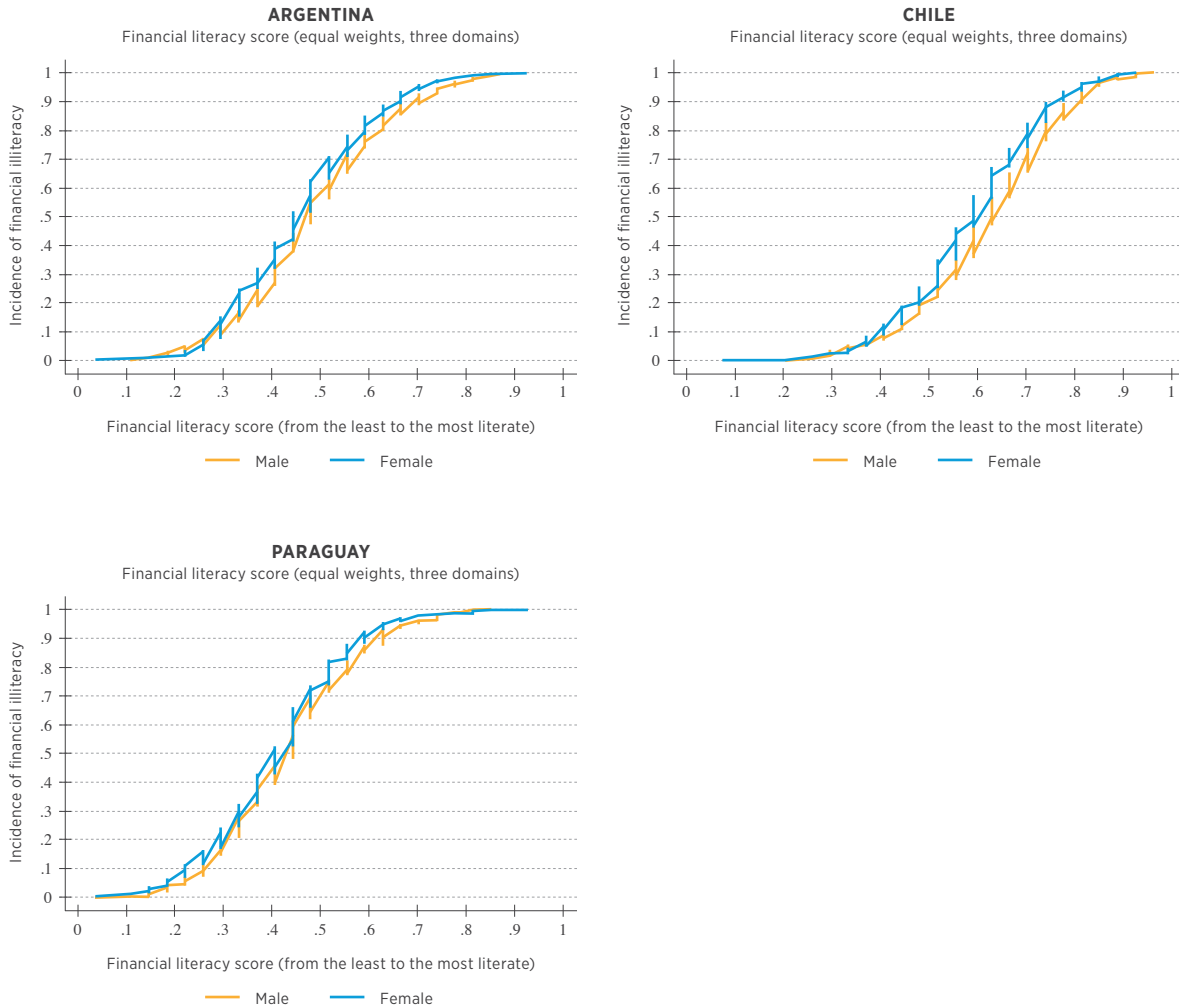 ARGENTINA
Financial literacy score (equal weights, three domains)
Incidence of financial illiteracy
1
.9
.8
.7
.6
.5
.4
.3
.2
.1
0
0 .1 .2 .3 .4 .5 .6 .7 .8 .9 1
Financial literacy score (from the least to the most literate)
Male Female
CHILE
Financial literacy score (equal weights, three domains)
Incidence of financial illiteracy
1
.9
.8
.7
.6
.5
.4
.3
.2
.1
0
0 .1 .2 .3 .4 .5 .6 .7 .8 .9 1
Financial literacy score (from the least to the most literate)
Male Female
PARAGUAY
Financial literacy score (equal weights, three domains)
Incidence of financial illiteracy
1
.9
.8
.7
.6
.5
.4
.3
.2
.1
0
0 .1 .2 .3 .4 .5 .6 .7 .8 .9 1
Financial literacy score (from the least to the most literate)
Male Female